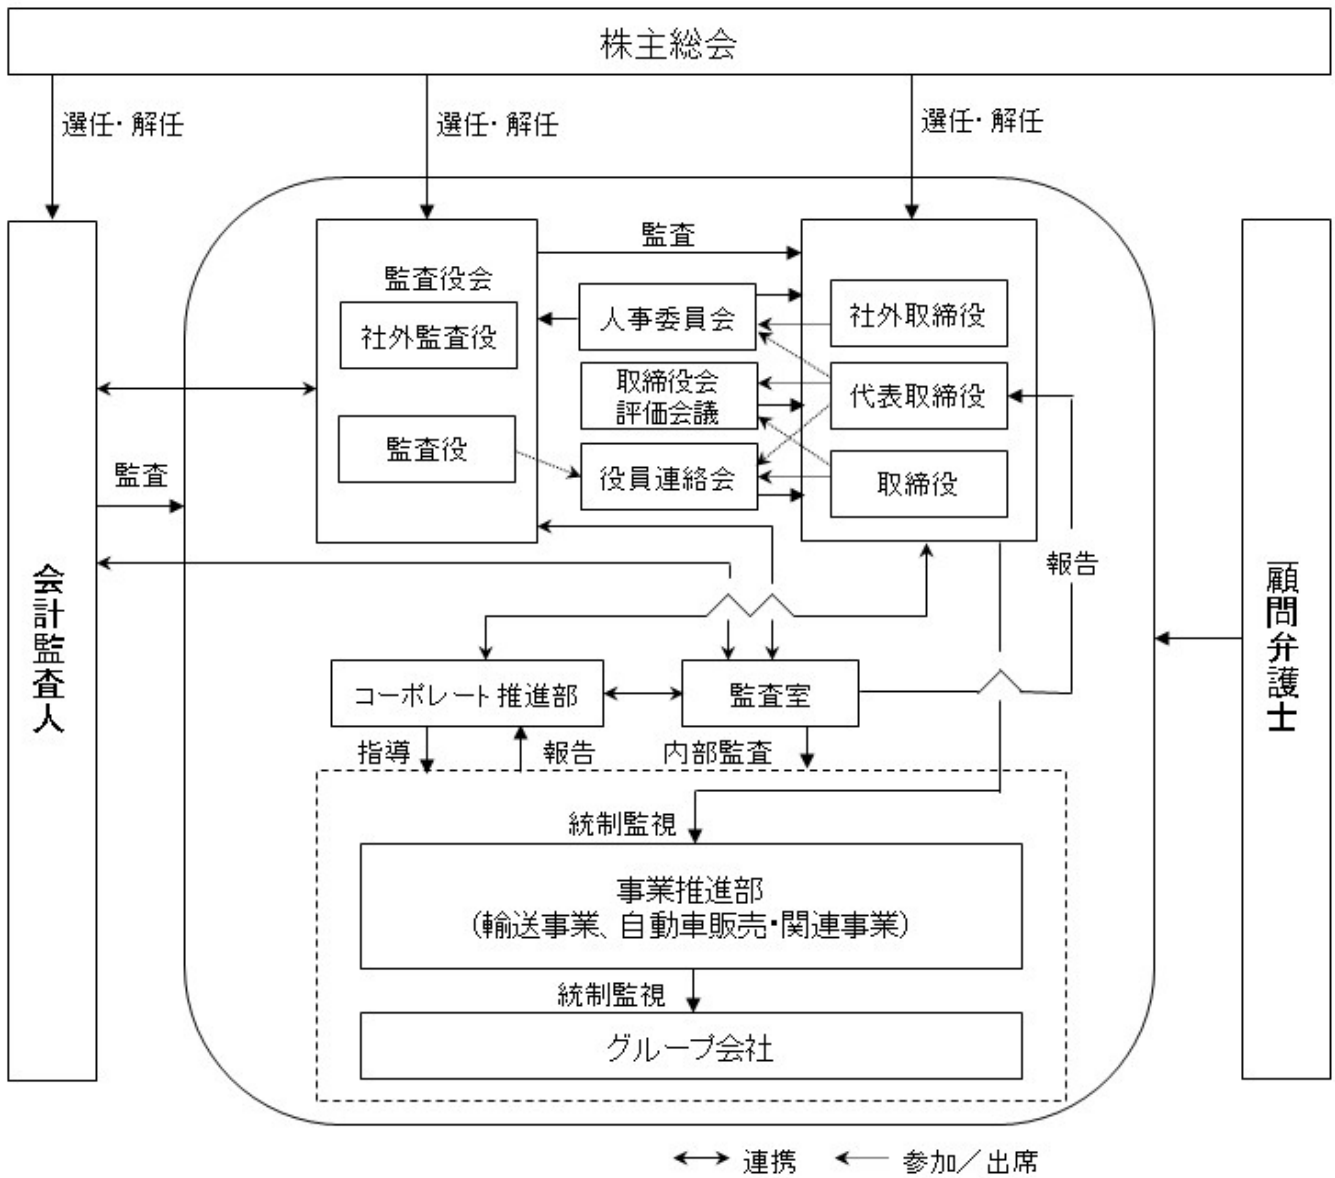 株主総会
選任・解任
選任・解任
選任・解任
監査
監査役会
社外監査役
監査役
人事委員会
取締役会
評価会議
役員連絡会
社外取締役
代表取締役
取締役
監査
会計監査人
顧問弁護士
報告
コーポレート推進部
監査室
指導
報告
内部監査
統制監視
事業推進部
(輸送事業、自動車販売・関連事業)
統制監視
グループ会社
連携
参加/出席